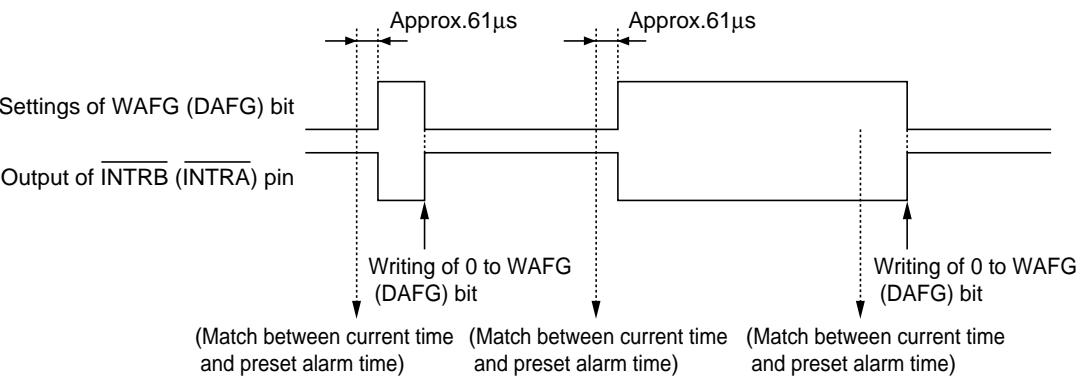 Approx.61μs
Approx.61μs
Settings of WAFG (DAFG) bit
Output of INTRB (INTRA) pin
Writing of 0 to WAFG
(DAFG) bit
Writing of 0 to WAFG
(DAFG) bit
(Match between current time
and preset alarm time)
(Match between current time
and preset alarm time)
(Match between current time
and preset alarm time)